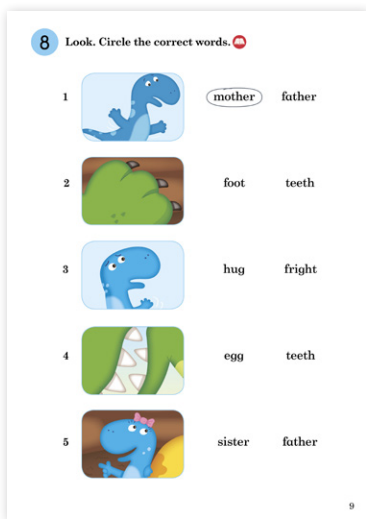 8 Look. Circle the correct words.
1 mother father
2 foot teeth
3 hug fright
4 egg teeth
5 sister father
9